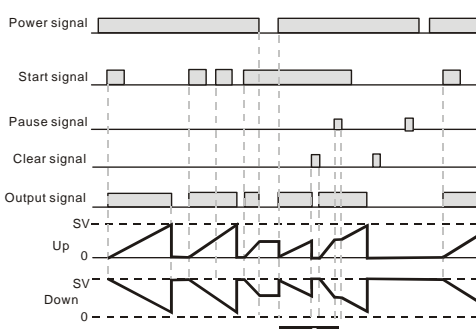 Power signal
Start signal
Pause signal
Clear signal
Output signal
SV
Up
0
SV
Down
0